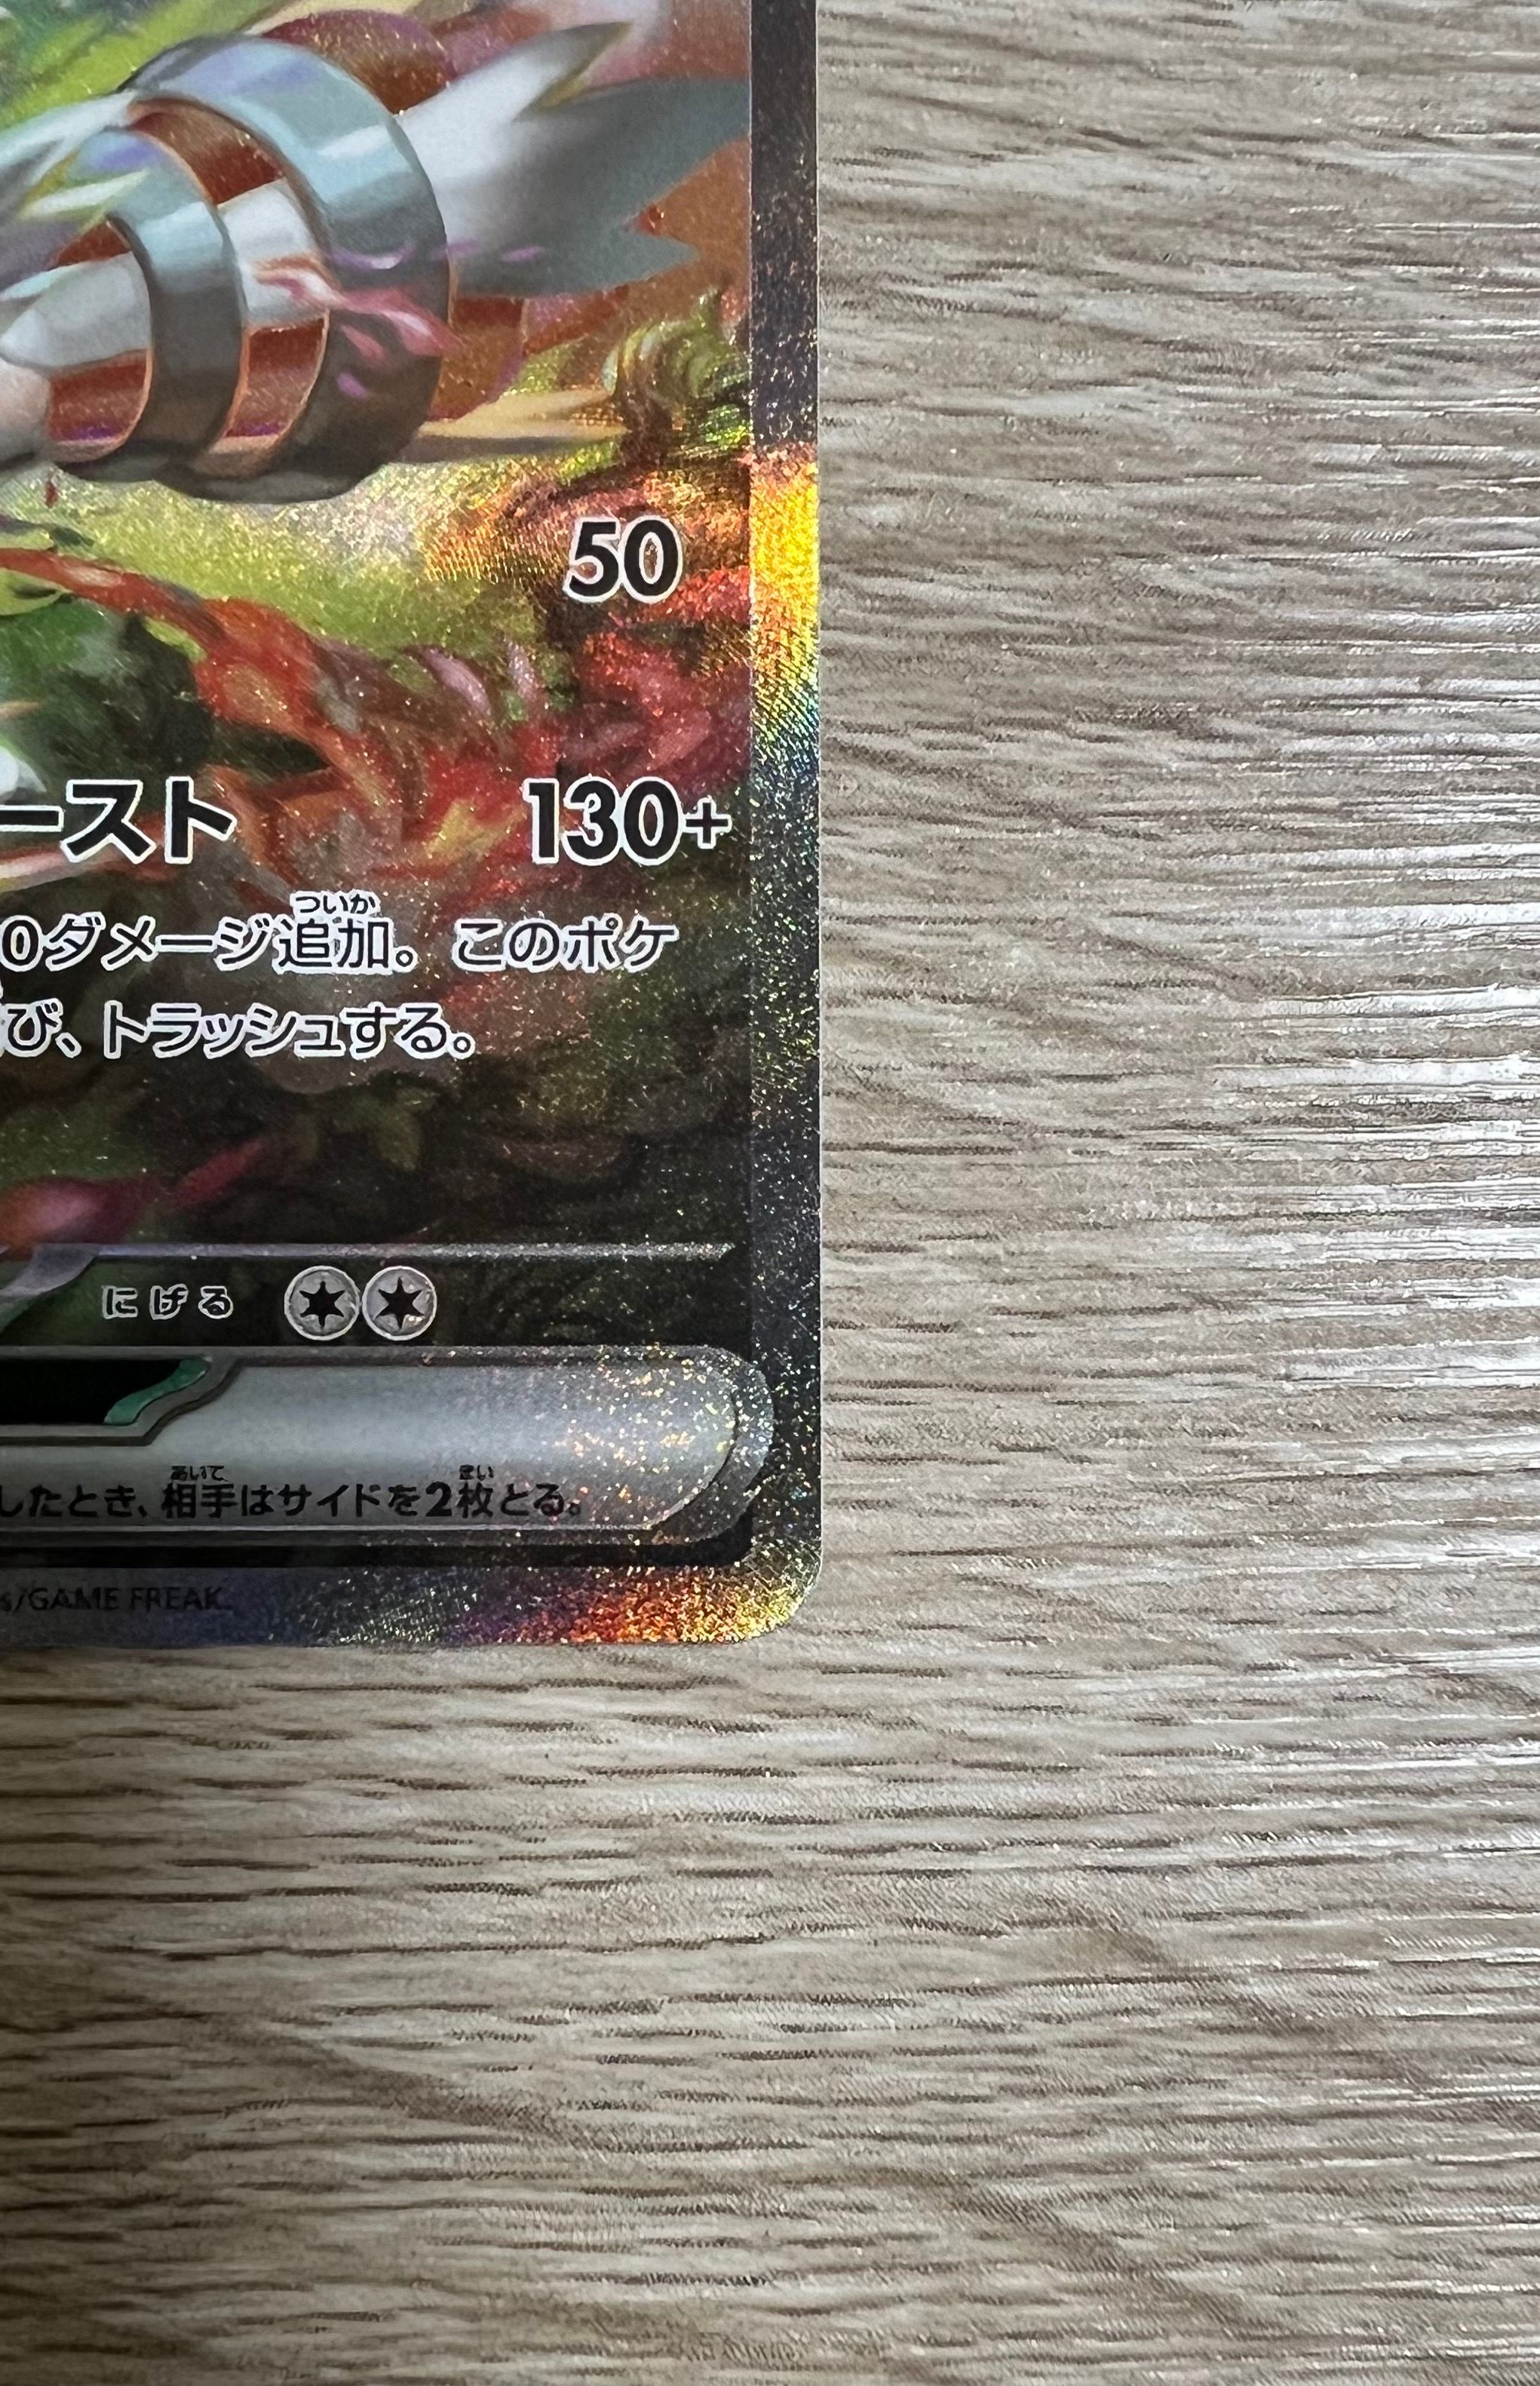 50
ースト 130+
ついか
0ダメージ追加。このポケ
び、トラッシュする。
にげる
あいて まい
したとき、相手はサイドを2枚とる。
s/GAME FREAK.